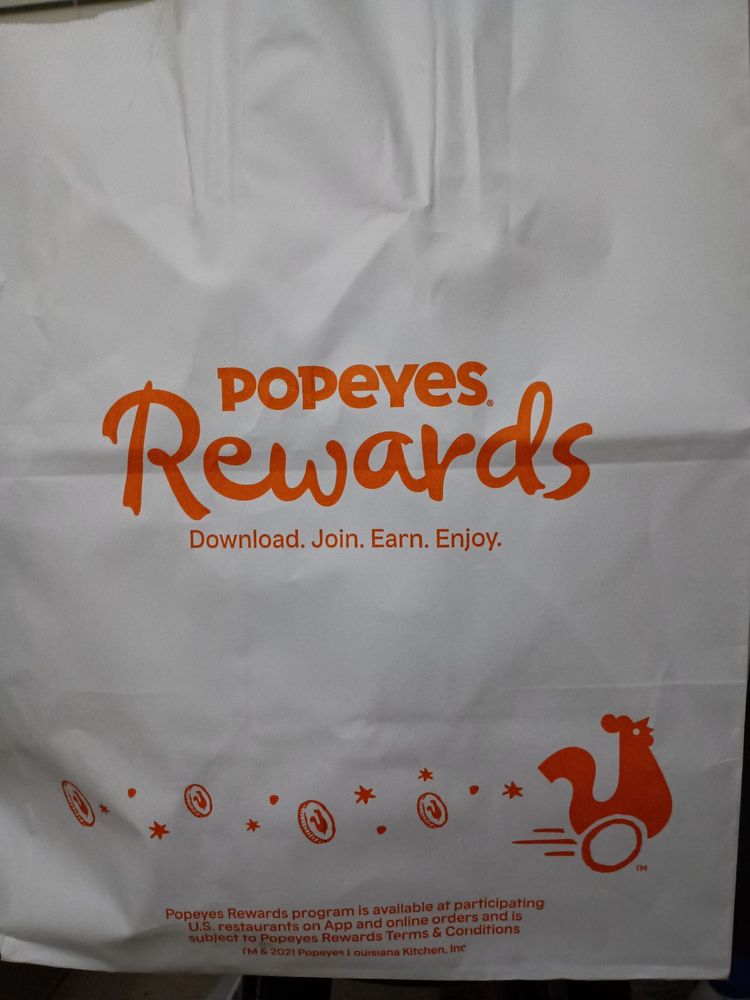 POPEYES®
Rewards
Download. Join. Earn. Enjoy.
TM
Popeyes Rewards program is available at participating
U.S. restaurants on App and online orders and is
subject to Popeyes Rewards Terms & Conditions
TM & 2021 Popeyes Louisiana Kitchen, Inc